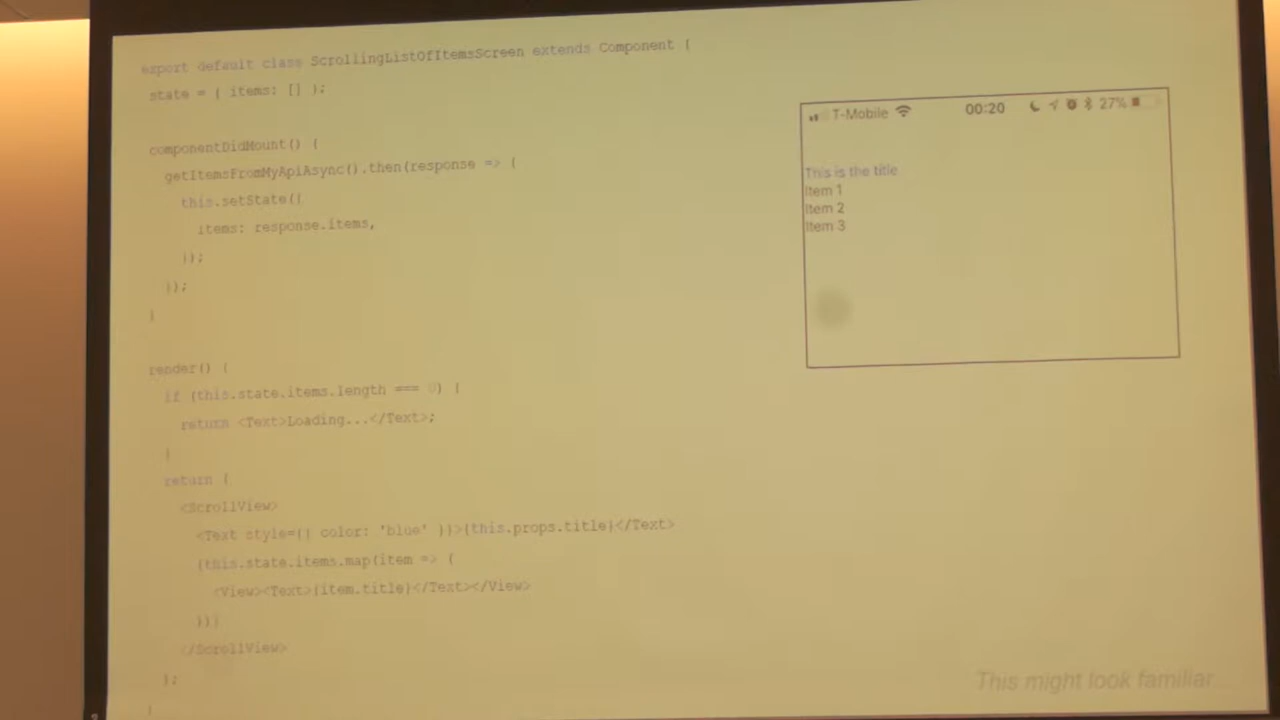 export default class ScrollingListOfItemsScreen extends Component {
state = { items: [] };
componentDidMount() {
getItemsFromMyApiAsync().then(response => {
this.setState({
items: response.items,
});
});
}
render() {
if (this.state.items.length === 0) {
return <Text>Loading...</Text>;
}
return (
<ScrollView>
<Text style={{ color: 'blue' }}>{this.props.title}</Text>
{this.state.items.map(item => (
<View><Text>{item.title}</Text></View>
))}
</ScrollView>
);
}
T-Mobile 00:20 27%
This is the title
Item 1
Item 2
Item 3
This might look familiar...